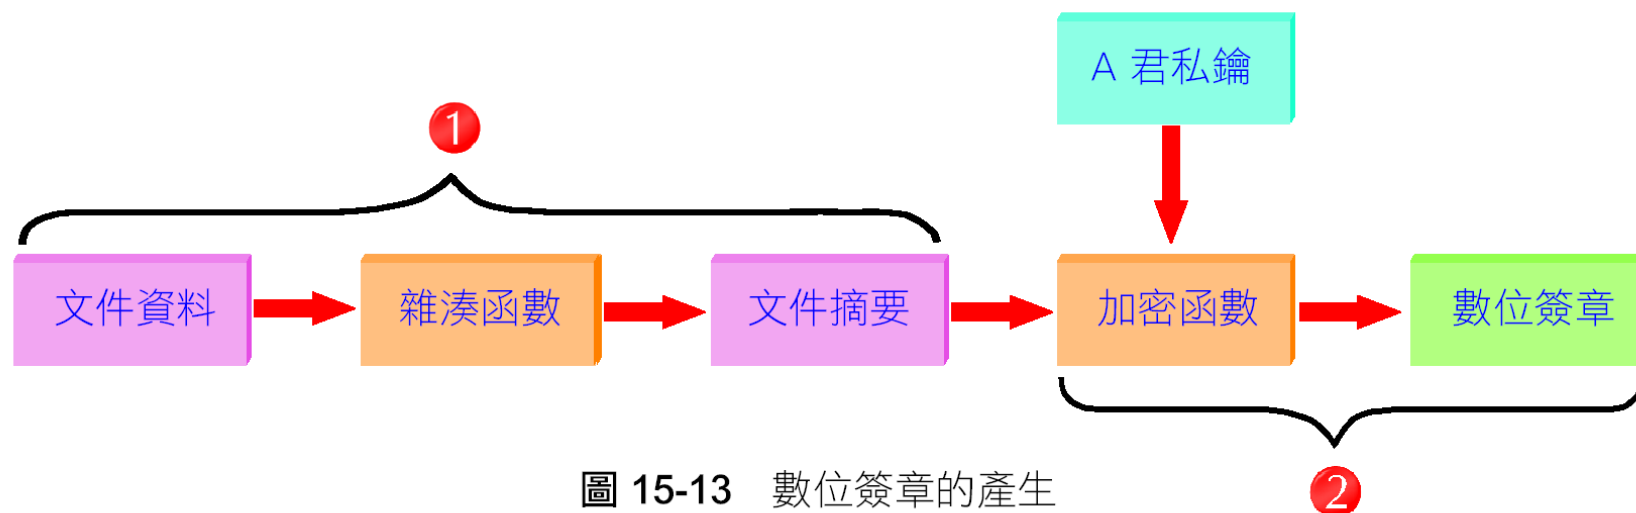 A 君私鑰
1
文件資料
雜湊函數
文件摘要
加密函數
數位簽章
圖 15-13 數位簽章的產生
2